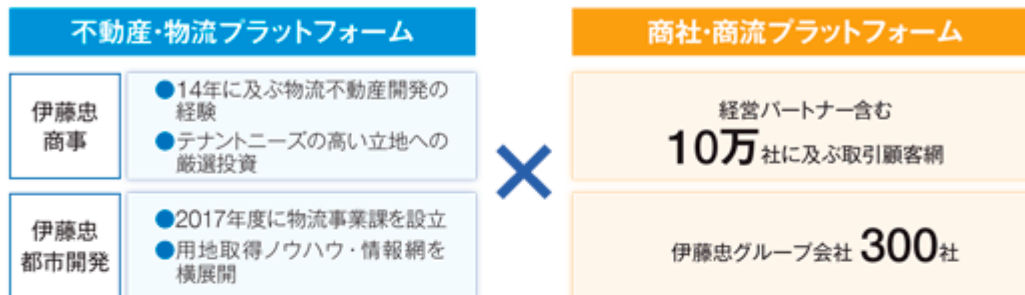 不動産・物流プラットフォーム
伊藤忠
商事
●14年に及ぶ物流不動産開発の
経験
●テナントニーズの高い立地への
厳選投資
伊藤忠
都市開発
●2017年度に物流事業課を設立
●用地取得ノウハウ・情報網を
横展開
×
商社・商流プラットフォーム
経営パートナー含む
10万社に及ぶ取引顧客網
伊藤忠グループ会社 300社